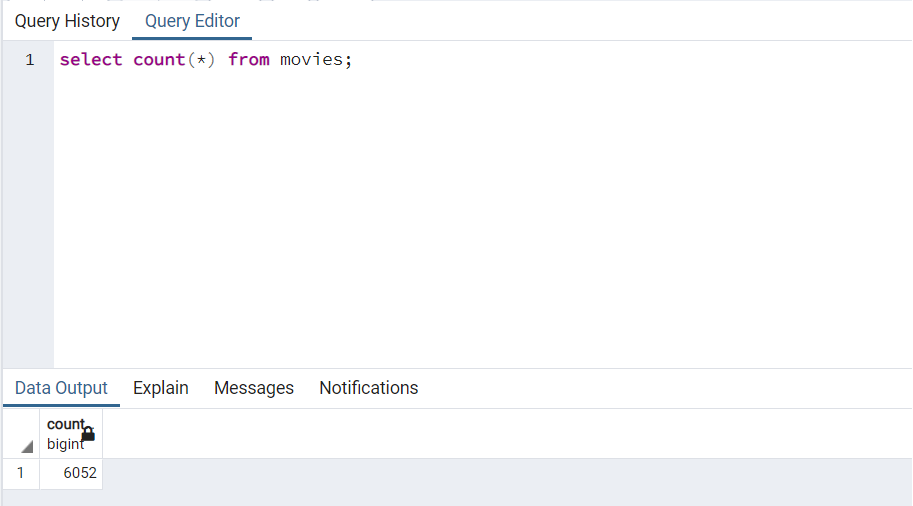 Query History Query Editor
1 select count(*) from movies;
Data Output Explain Messages Notifications
count
bigint
1 6052